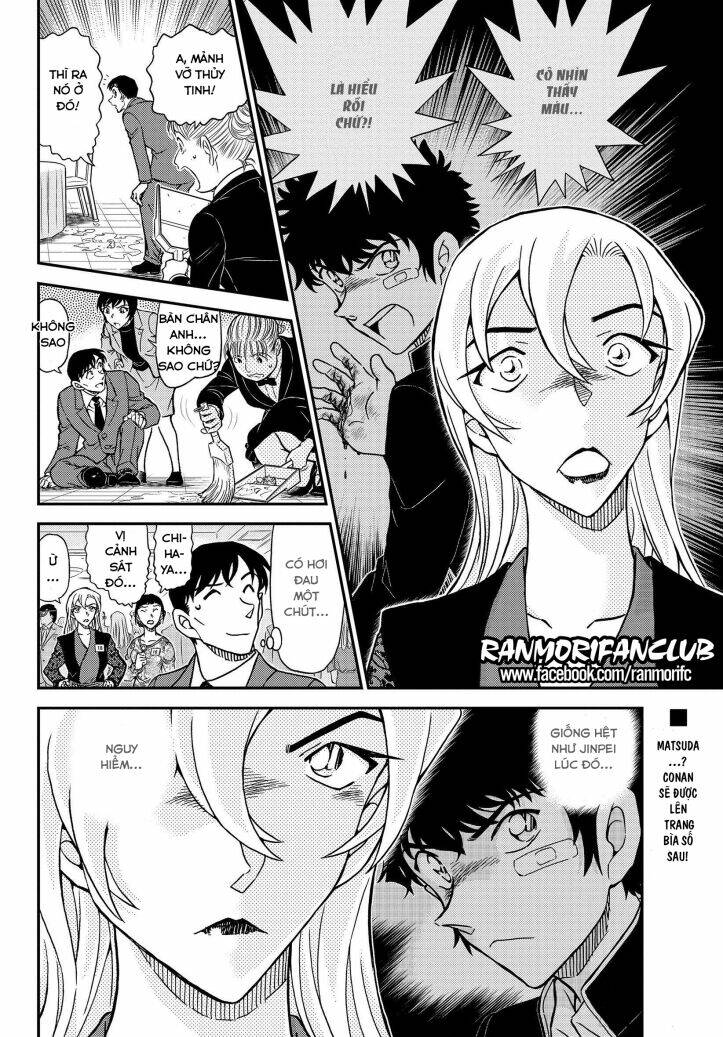 CÔ NHÌN
THẤY
MÁU...
LÀ HIỂU
RỒI
CHỨ?!
A, MẢNH
VỠ THỦY
TINH!
THÌ RA
NÓ Ở
ĐÓ!
BÀN CHÂN
ANH...
KHÔNG
SAO CHỨ?
KHÔNG
SAO
CÓ HƠI
ĐAU
MỘT
CHÚT...
CHI-
HA-
YA...
VỊ
CẢNH
SÁT
ĐÓ...
Ừ
...
RANMORIFANCLUB
www.facebook.com/ranmorifc
GIỐNG HỆT
NHƯ JINPEI
LÚC ĐÓ...
NGUY
HIỂM...
MATSUDA
...?
CONAN
SẼ ĐƯỢC
LÊN
TRANG
BÌA SỐ
SAU!